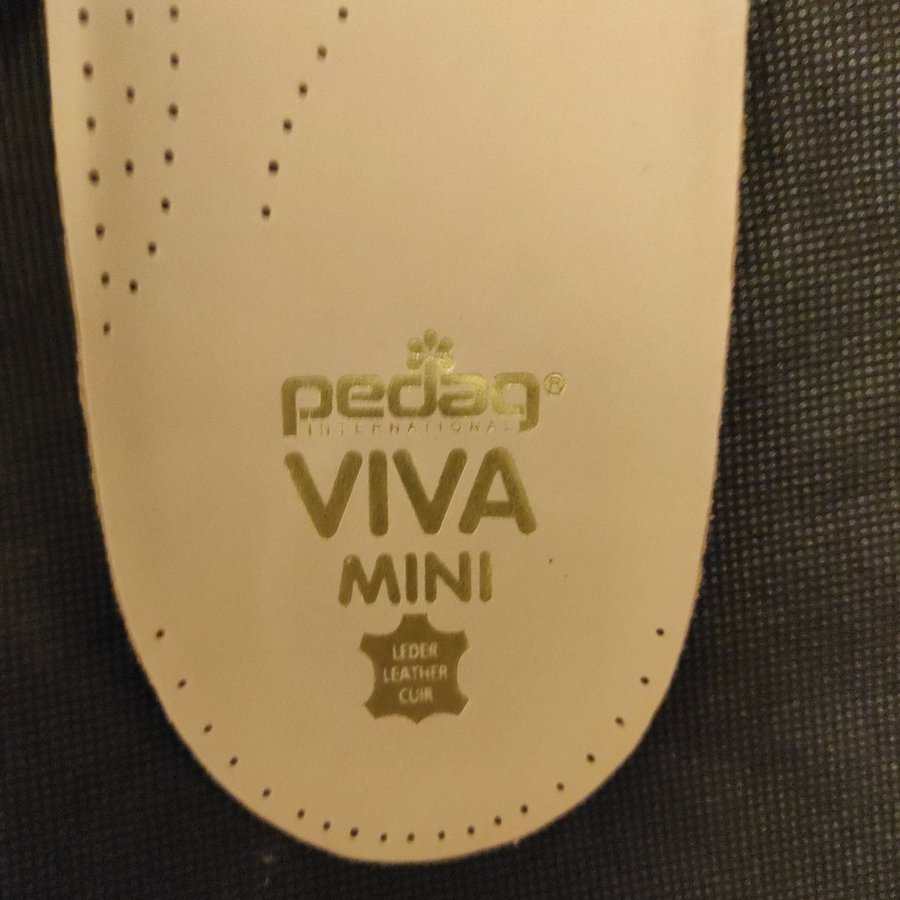 pedag®
INTERNATIONAL
VIVA
MINI
LEDER
LEATHER
CUIR